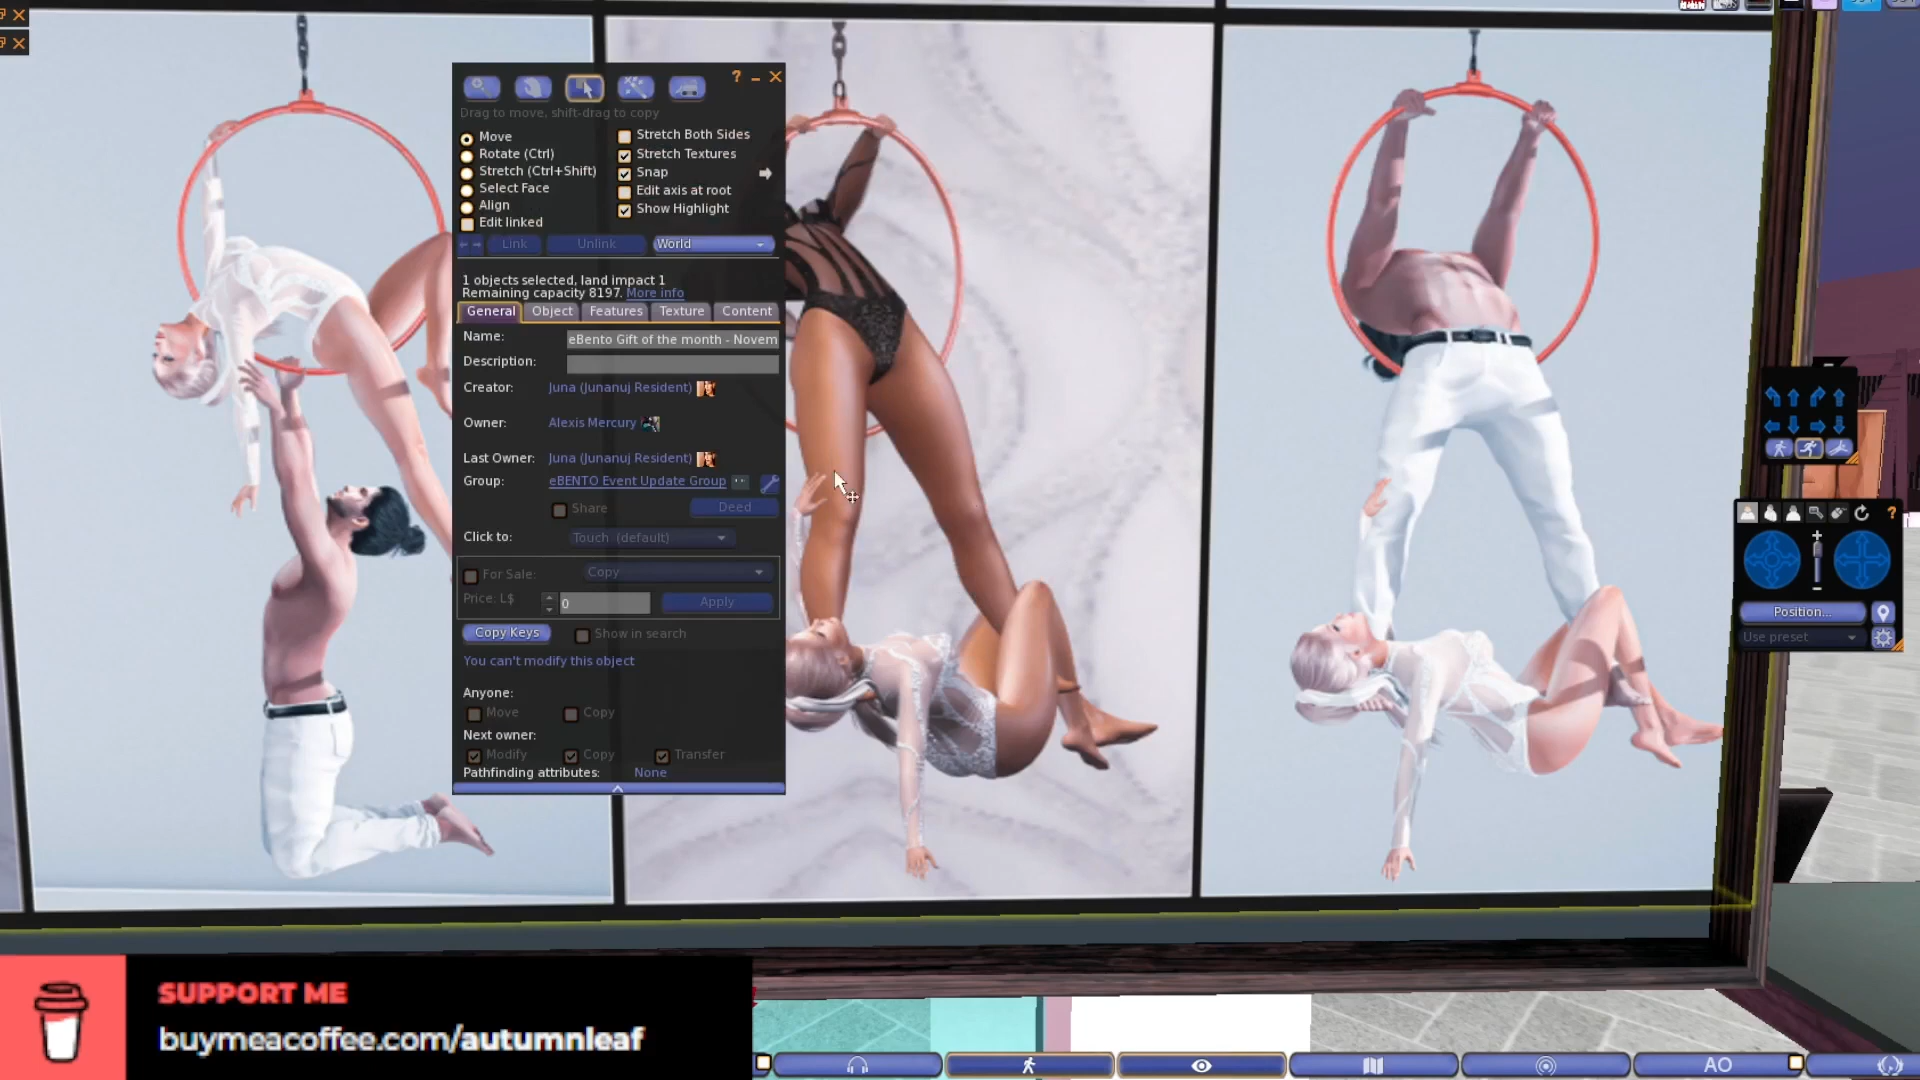 ?
Drag to move, shift-drag to copy
Move
Rotate (Ctrl)
Stretch (Ctrl+Shift)
Select Face
Align
Edit linked
Stretch Both Sides
Stretch Textures
Snap
Edit axis at root
Show Highlight
Link
Unlink
World
1 objects selected, land impact 1
Remaining capacity 8197. More info
General
Object
Features
Texture
Content
Name: eBento Gift of the month - Novem
Description:
Creator: Juna (Junanuj Resident)
Owner: Alexis Mercury
Last Owner: Juna (Junanuj Resident)
Group: eBENTO Event Update Group
Share
Deed
Click to: Touch (default)
For Sale: Copy
Price: L$ 0 Apply
Copy Keys
Show in search
You can't modify this object
Anyone:
Move Copy
Next owner:
Modify Copy Transfer
Pathfinding attributes: None
?
Position...
Use preset
SUPPORT ME
buymeacoffee.com/autumnleaf
AO